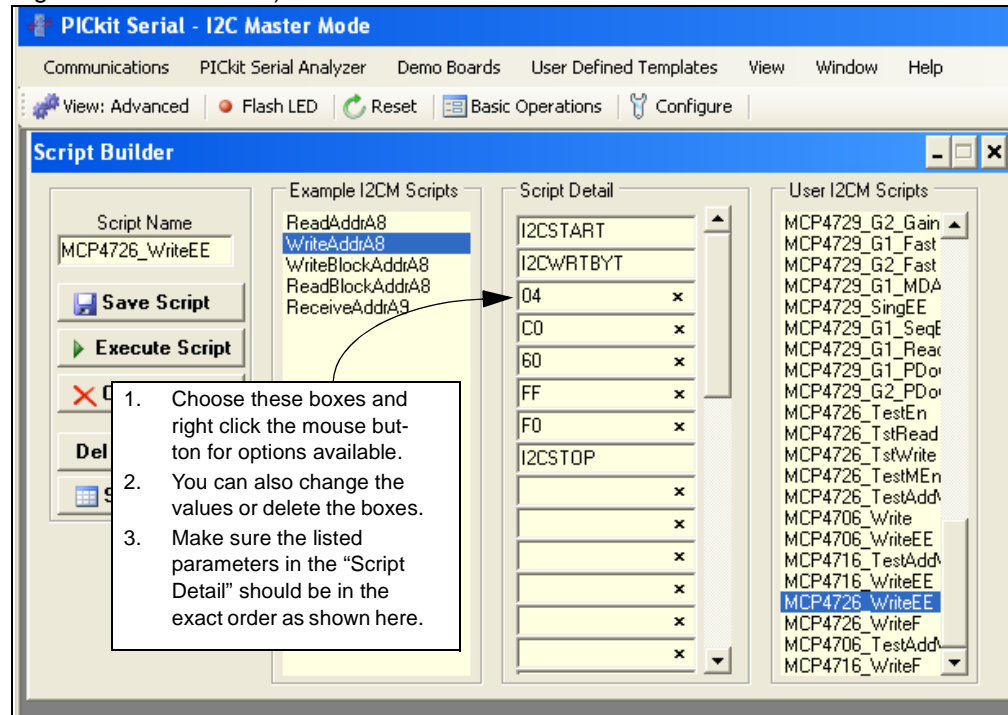 PICkit Serial - I2C Master Mode
Communications PICkit Serial Analyzer Demo Boards User Defined Templates View Window Help
View: Advanced Flash LED Reset Basic Operations Configure
Script Builder
Script Name
MCP4726_WriteEE
Save Script
Execute Script
Del
Example I2CM Scripts
ReadAddrA8
WriteAddrA8
WriteBlockAddrA8
ReadBlockAddrA8
ReceiveAddrA9
Script Detail
I2CSTART
I2CWRTBYT
04
C0
60
FF
F0
I2CSTOP
User I2CM Scripts
MCP4729_G2_Gain
MCP4729_G1_Fast
MCP4729_G2_Fast
MCP4729_G1_MDA
MCP4729_SingEE
MCP4729_G1_SeqE
MCP4729_G1_Read
MCP4729_G1_PDo
MCP4729_G2_PDo
MCP4726_TestEn
MCP4726_TstRead
MCP4726_TstWrite
MCP4726_TestMEn
MCP4726_TestAdd
MCP4706_Write
MCP4706_WriteEE
MCP4716_TestAdd
MCP4716_WriteEE
MCP4726_WriteEE
MCP4726_WriteF
MCP4706_TestAdd
MCP4716_WriteF
1. Choose these boxes and
right click the mouse but-
ton for options available.
2. You can also change the
values or delete the boxes.
3. Make sure the listed
parameters in the “Script
Detail” should be in the
exact order as shown here.